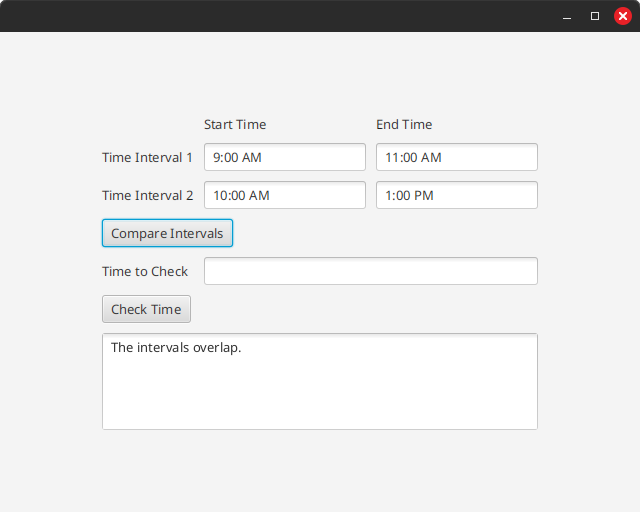 Start Time End Time
Time Interval 1 9:00 AM 11:00 AM
Time Interval 2 10:00 AM 1:00 PM
Compare Intervals
Time to Check
Check Time
The intervals overlap.